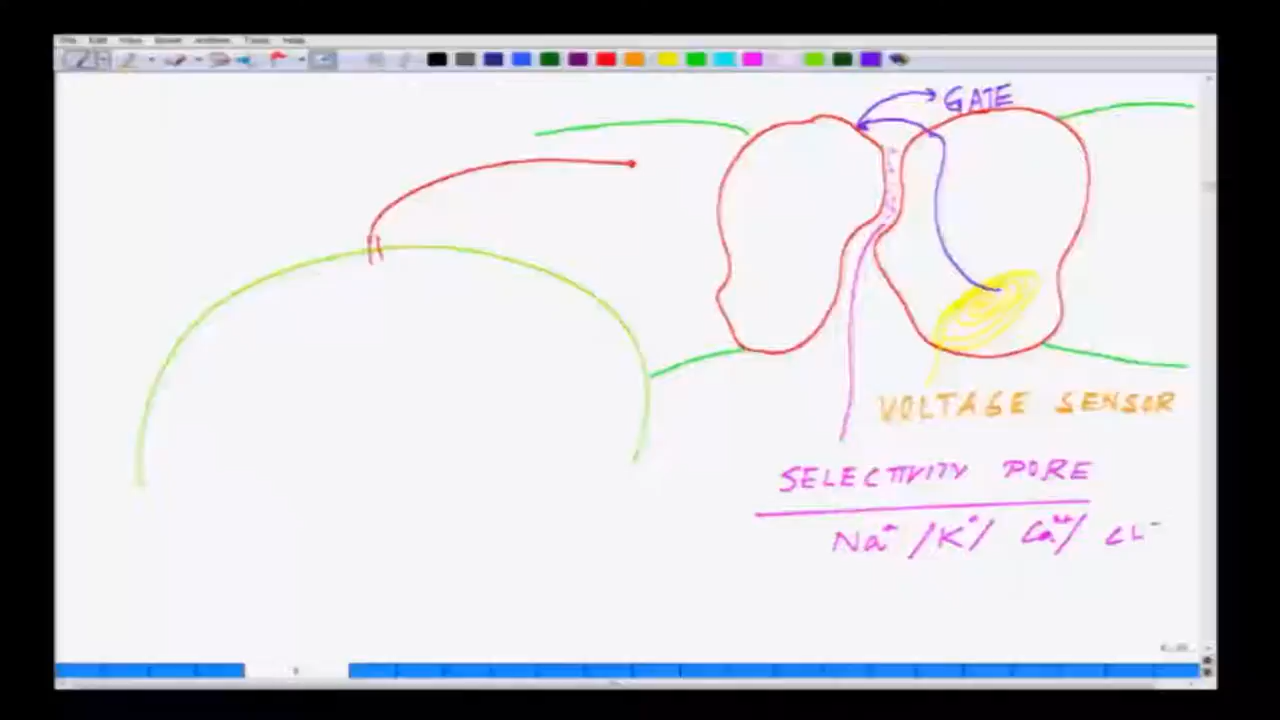 GATE
VOLTAGE SENSOR
SELECTIVITY PORE
Na⁺ /K⁺/ Ca⁺⁺/ Cl⁻